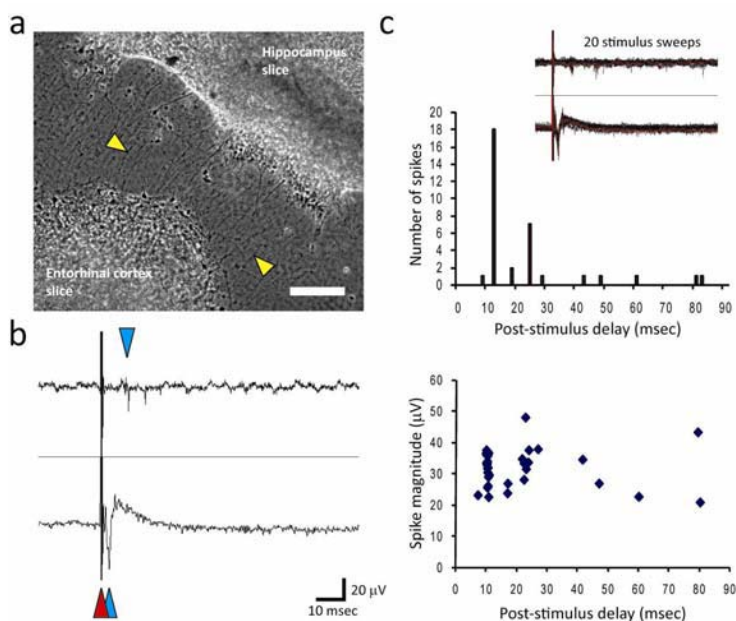 a
Hippocampus
slice
Entorhinal cortex
slice
b
20 µV
10 msec
c
20 stimulus sweeps
Number of spikes
20
18
16
14
12
10
8
6
4
2
0
0 10 20 30 40 50 60 70 80 90
Post-stimulus delay (msec)
Spike magnitude (µV)
60
50
40
30
20
10
0
0 10 20 30 40 50 60 70 80 90
Post-stimulus delay (msec)